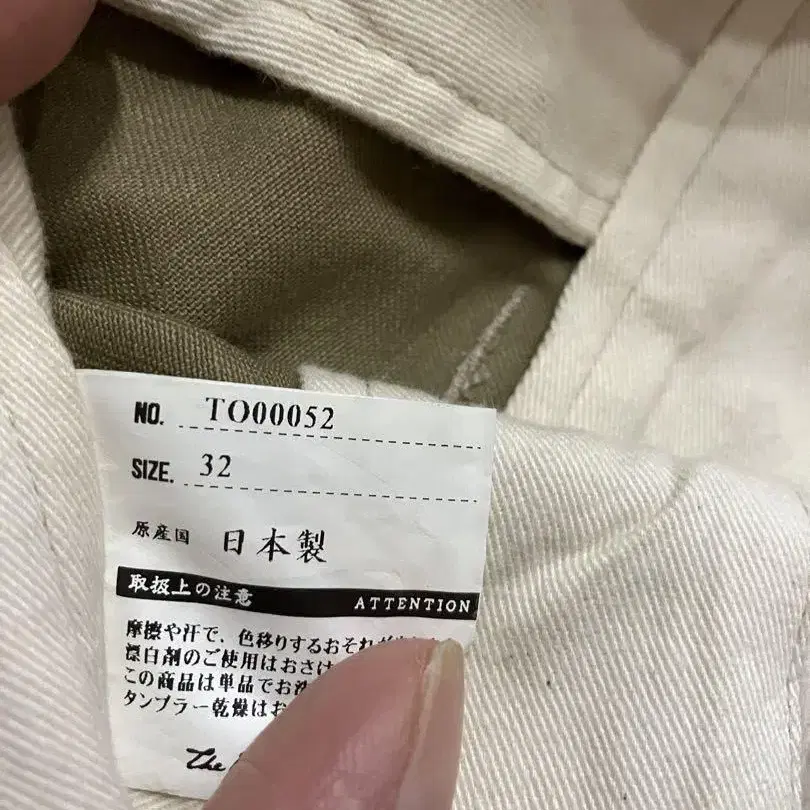 NO. TO00052
SIZE. 32
原産国 日本製
取扱上の注意 ATTENTION
摩擦や汗で、色移りするおそれが
漂白剤のご使用はおさけ
この商品は単品でお洗
タンブラー乾燥はお
The